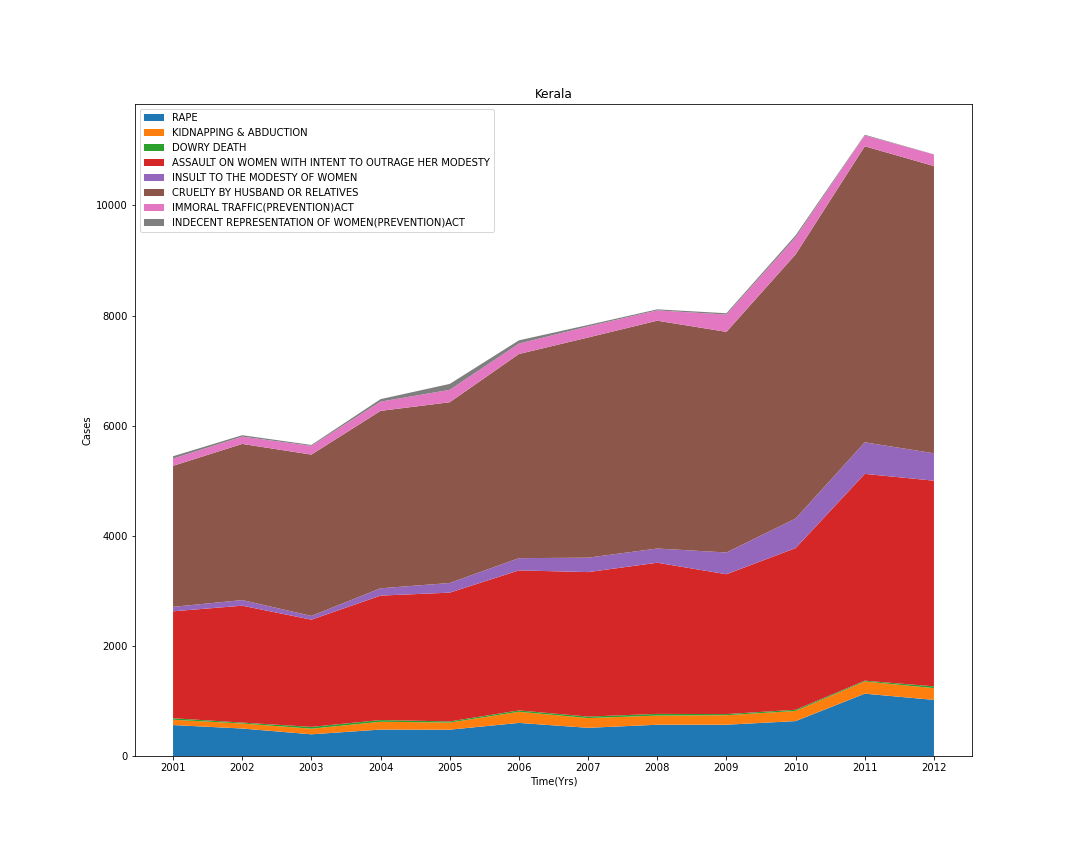 Kerala
RAPE
KIDNAPPING & ABDUCTION
DOWRY DEATH
ASSAULT ON WOMEN WITH INTENT TO OUTRAGE HER MODESTY
INSULT TO THE MODESTY OF WOMEN
CRUELTY BY HUSBAND OR RELATIVES
IMMORAL TRAFFIC(PREVENTION)ACT
INDECENT REPRESENTATION OF WOMEN(PREVENTION)ACT
10000
8000
6000
4000
2000
0
Cases
2001 2002 2003 2004 2005 2006 2007 2008 2009 2010 2011 2012
Time(Yrs)